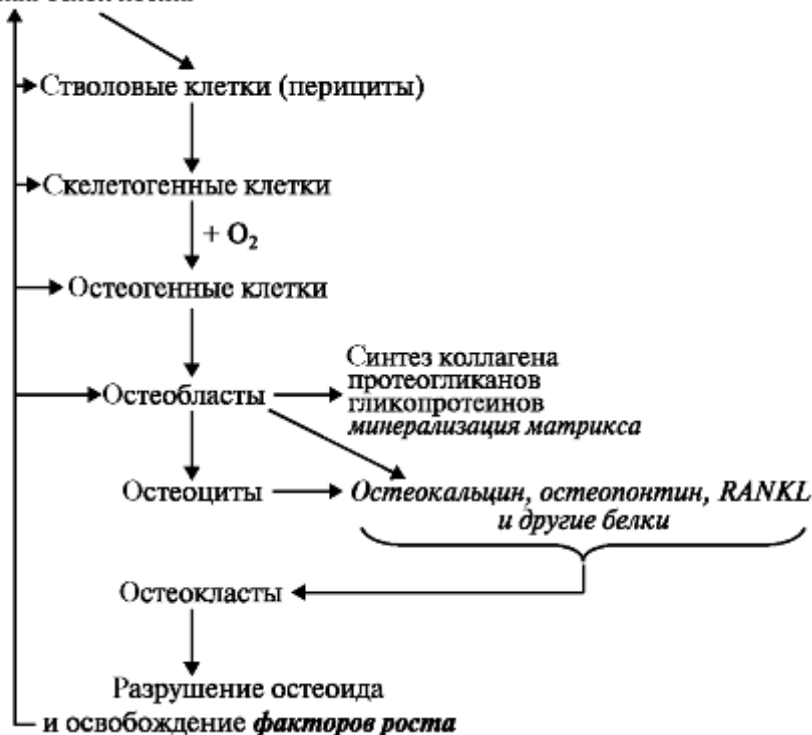 Стволовые клетки (перициты)
Скелетогенные клетки
+ O₂
Остеогенные клетки
Остеобласты
Синтез коллагена
протеогликанов
гликопротеинов
минерализация матрикса
Остеоциты
Остеокальцин, остеопонтин, RANKL
и другие белки
Остеокласты
Разрушение остеоида
и освобождение факторов роста